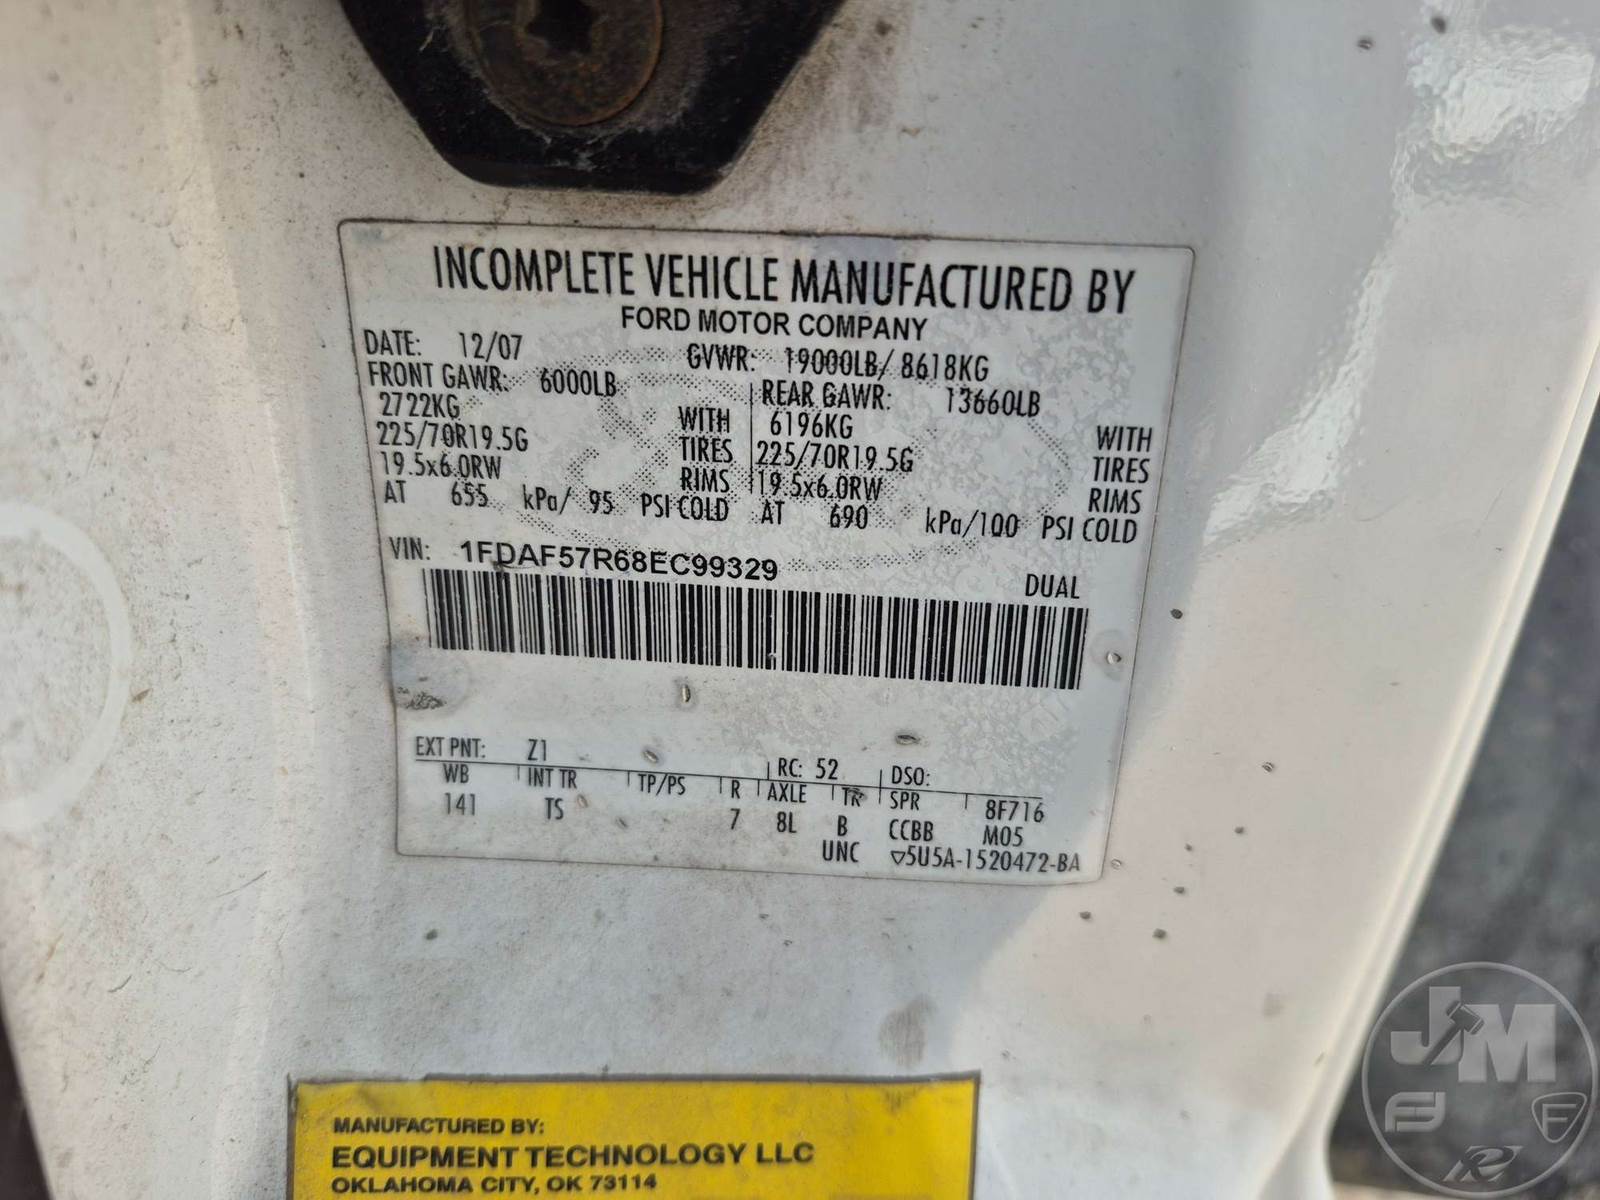 INCOMPLETE VEHICLE MANUFACTURED BY
FORD MOTOR COMPANY
DATE: 12/07 GVWR: 19000LB/ 8618KG
FRONT GAWR: 6000LB REAR GAWR: 13660LB
2722KG WITH 6196KG WITH
225/70R19.5G TIRES 225/70R19.5G TIRES
19.5x6.0RW RIMS 19.5x6.0RW RIMS
AT 655 kPa/ 95 PSI COLD AT 690 kPa/100 PSI COLD
VIN: 1FDAF57R68EC99329 DUAL
EXT PNT: Z1 RC: 52 DSO:
WB INT TR TP/PS R AXLE TR SPR 8F716
141 TS 7 8L B CCBB M05
UNC ▽5U5A-1520472-BA
MANUFACTURED BY:
EQUIPMENT TECHNOLOGY LLC
OKLAHOMA CITY, OK 73114
JM
F
R